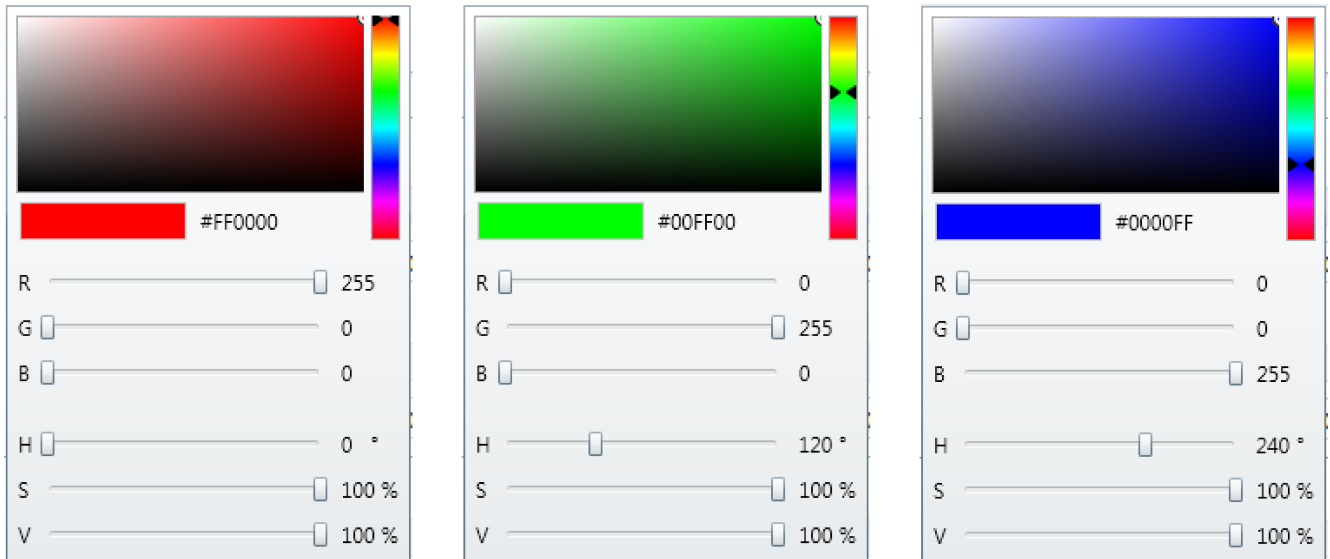 #FF0000
R 255
G 0
B 0
H 0 °
S 100 %
V 100 %
#00FF00
R 0
G 255
B 0
H 120 °
S 100 %
V 100 %
#0000FF
R 0
G 0
B 255
H 240 °
S 100 %
V 100 %